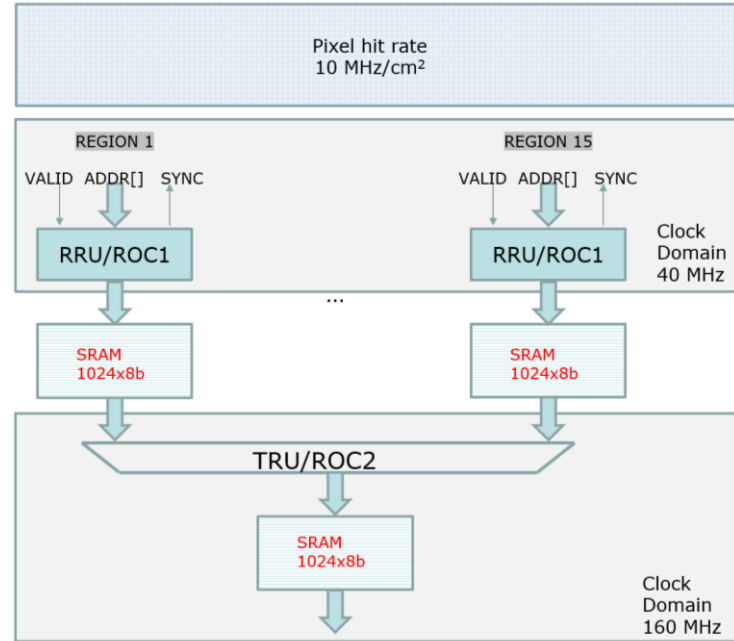 Pixel hit rate
10 MHz/cm²
REGION 1
REGION 15
VALID ADDR[] SYNC
VALID ADDR[] SYNC
RRU/ROC1
RRU/ROC1
Clock
Domain
40 MHz
...
SRAM
1024x8b
SRAM
1024x8b
TRU/ROC2
SRAM
1024x8b
Clock
Domain
160 MHz